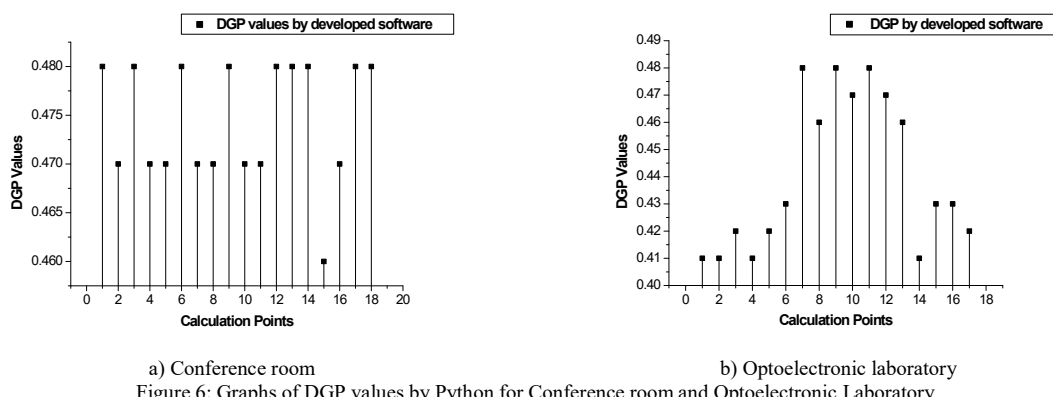 DGP values by developed software
0.480
0.475
0.470
0.465
0.460
DGP Values
0 2 4 6 8 10 12 14 16 18 20
Calculation Points
DGP by developed software
0.49
0.48
0.47
0.46
0.45
0.44
0.43
0.42
0.41
0.40
DGP Values
0 2 4 6 8 10 12 14 16 18
Calculation Points
a) Conference room
b) Optoelectronic laboratory
Figure 6: Graphs of DGP values by Python for Conference room and Optoelectronic Laboratory